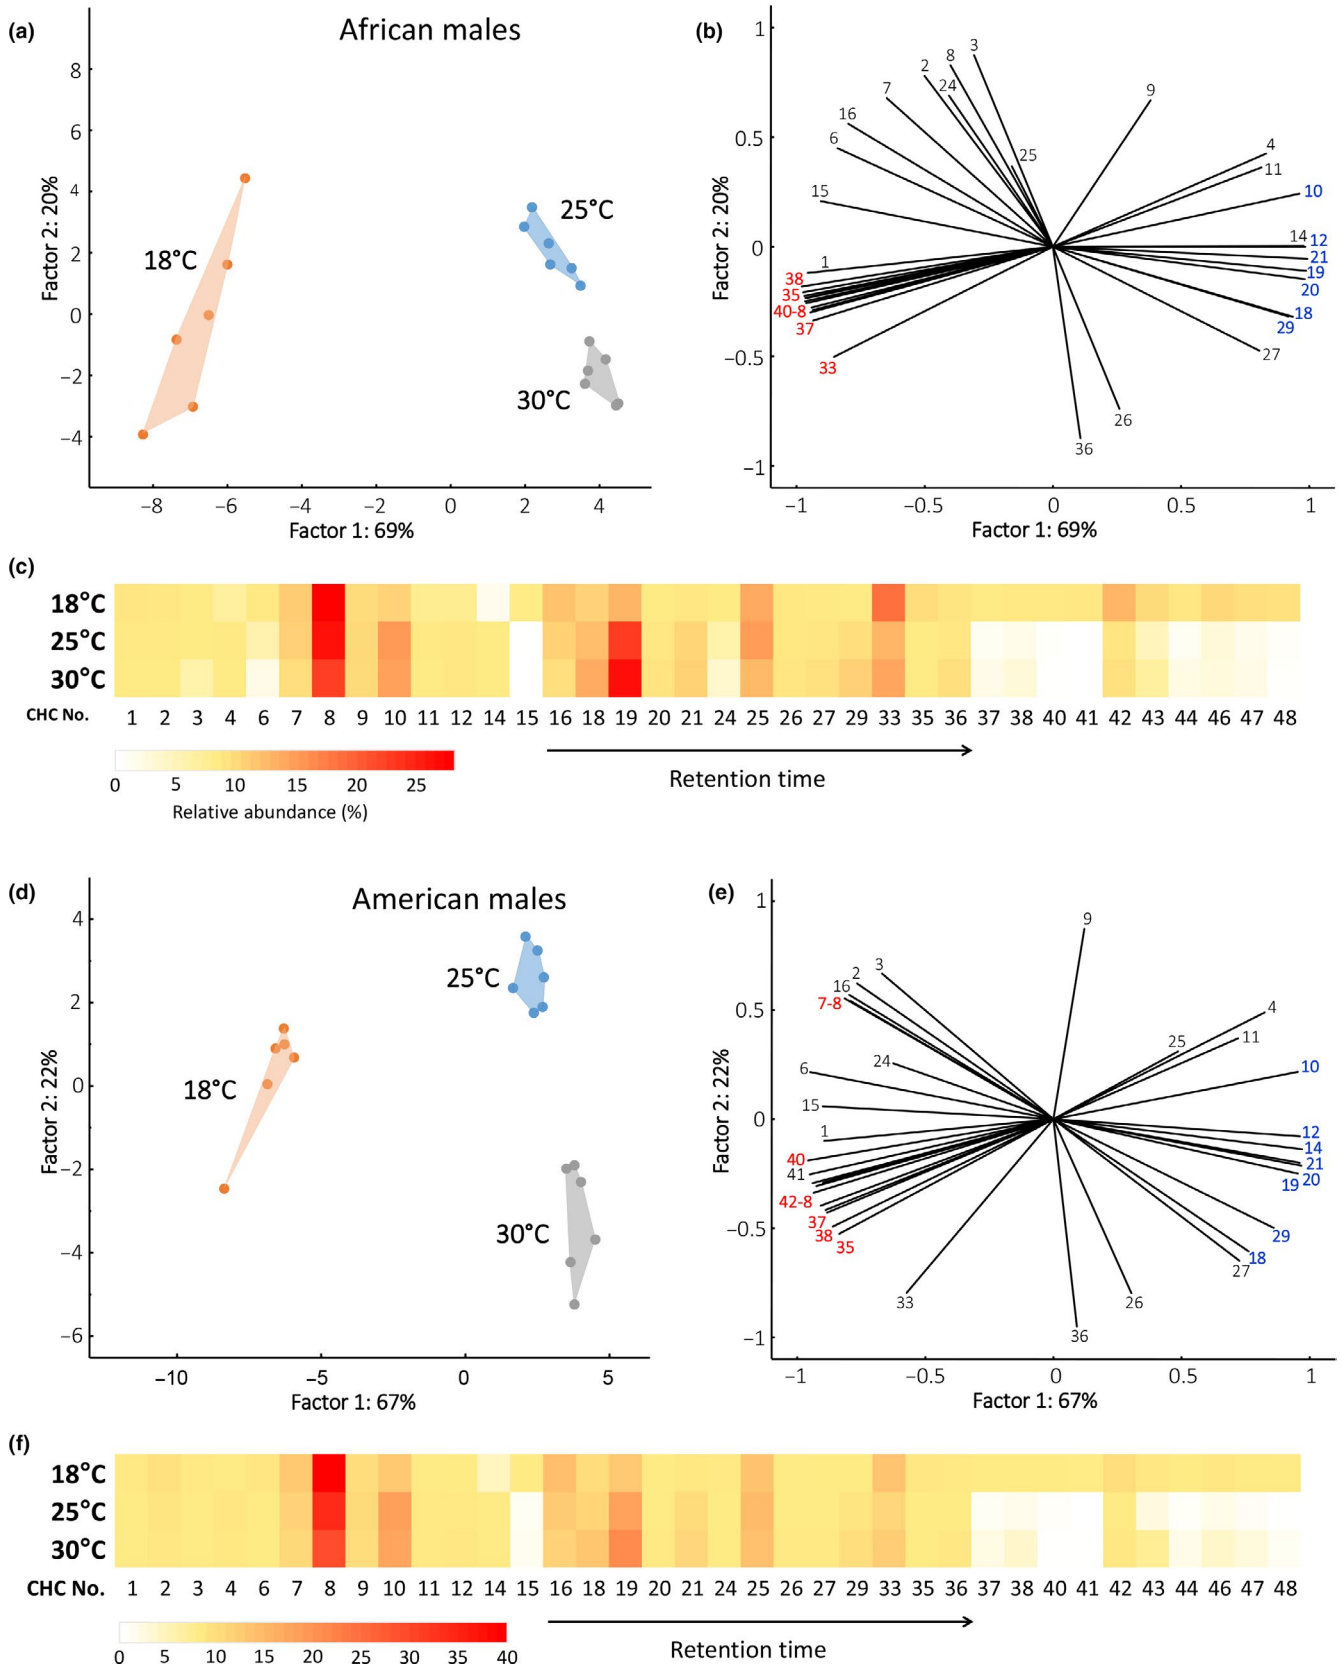 (a)
African males
Factor 2: 20%
8
6
4
2
0
−2
−4
18°C
25°C
30°C
−8 −6 −4 −2 0 2 4
Factor 1: 69%
(b)
Factor 2: 20%
1
0.5
0
−0.5
−1
3
8
2
24
7
16
6
25
15
9
4
11
10
14 12
21
19
20
18
29
27
26
36
1
38
35
40-8
37
33
−1 −0.5 0 0.5 1
Factor 1: 69%
(c)
18°C
25°C
30°C
CHC No. 1 2 3 4 6 7 8 9 10 11 12 14 15 16 18 19 20 21 24 25 26 27 29 33 35 36 37 38 40 41 42 43 44 46 47 48
0 5 10 15 20 25
Relative abundance (%)
Retention time
(d)
American males
Factor 2: 22%
4
2
0
−2
−4
−6
25°C
18°C
30°C
−10 −5 0 5
Factor 1: 67%
(e)
Factor 2: 22%
1
0.5
0
−0.5
−1
9
3
2
16
7-8
24
6
15
1
40
41
42-8
37
38
35
33
4
25
11
10
12
14
21
19 20
29
18
27
26
36
−1 −0.5 0 0.5 1
Factor 1: 67%
(f)
18°C
25°C
30°C
CHC No. 1 2 3 4 6 7 8 9 10 11 12 14 15 16 18 19 20 21 24 25 26 27 29 33 35 36 37 38 40 41 42 43 44 46 47 48
0 5 10 15 20 25 30 35 40
Retention time